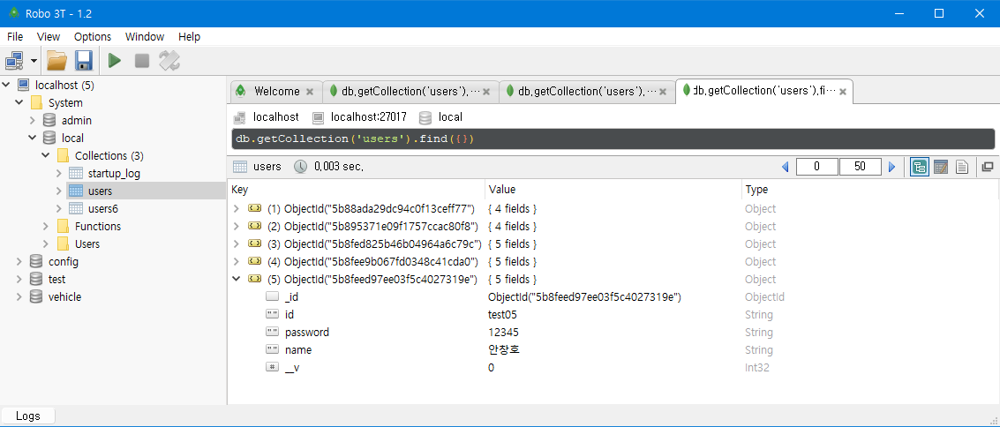 Robo 3T - 1.2
File View Options Window Help
localhost (5)
System
admin
local
Collections (3)
startup_log
users
users6
Functions
Users
config
test
vehicle
Welcome db.getCollection('users').··· db.getCollection('users').··· db.getCollection('users').fi···
localhost localhost:27017 local
db.getCollection('users').find({})
users 0,003 sec, 0 50
Key Value Type
(1) ObjectId("5b88ada29dc94c0f13ceff77") { 4 fields } Object
(2) ObjectId("5b895371e09f1757ccac80f8") { 4 fields } Object
(3) ObjectId("5b8fed825b46b04964a6c79c") { 5 fields } Object
(4) ObjectId("5b8fee9b067fd0348c41cda0") { 5 fields } Object
(5) ObjectId("5b8feed97ee03f5c4027319e") { 5 fields } Object
_id ObjectId("5b8feed97ee03f5c4027319e") ObjectId
id test05 String
password 12345 String
name 안창호 String
__v 0 Int32
Logs